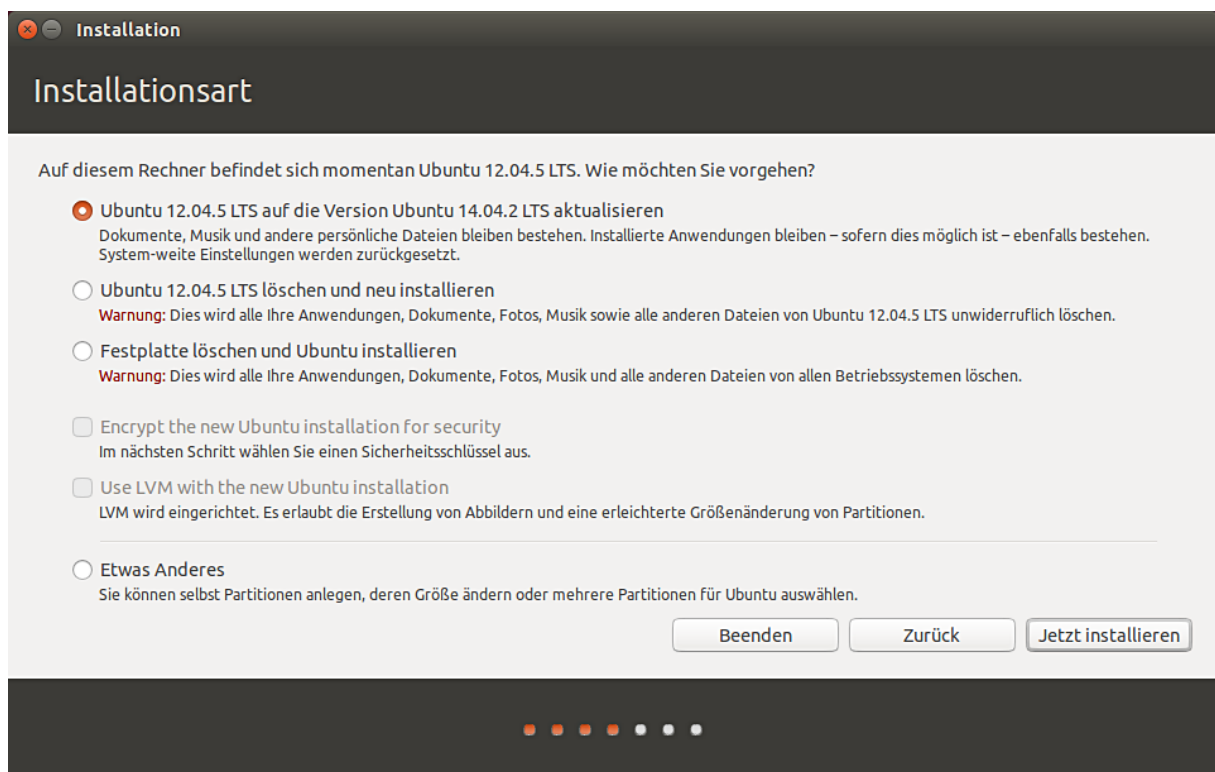 Installation
Installationsart
Auf diesem Rechner befindet sich momentan Ubuntu 12.04.5 LTS. Wie möchten Sie vorgehen?
Ubuntu 12.04.5 LTS auf die Version Ubuntu 14.04.2 LTS aktualisieren
Dokumente, Musik und andere persönliche Dateien bleiben bestehen. Installierte Anwendungen bleiben – sofern dies möglich ist – ebenfalls bestehen.
System-weite Einstellungen werden zurückgesetzt.
Ubuntu 12.04.5 LTS löschen und neu installieren
Warnung: Dies wird alle Ihre Anwendungen, Dokumente, Fotos, Musik sowie alle anderen Dateien von Ubuntu 12.04.5 LTS unwiderruflich löschen.
Festplatte löschen und Ubuntu installieren
Warnung: Dies wird alle Ihre Anwendungen, Dokumente, Fotos, Musik und alle anderen Dateien von allen Betriebssystemen löschen.
Encrypt the new Ubuntu installation for security
Im nächsten Schritt wählen Sie einen Sicherheitsschlüssel aus.
Use LVM with the new Ubuntu installation
LVM wird eingerichtet. Es erlaubt die Erstellung von Abbildern und eine erleichterte Größenänderung von Partitionen.
Etwas Anderes
Sie können selbst Partitionen anlegen, deren Größe ändern oder mehrere Partitionen für Ubuntu auswählen.
Beenden Zurück Jetzt installieren